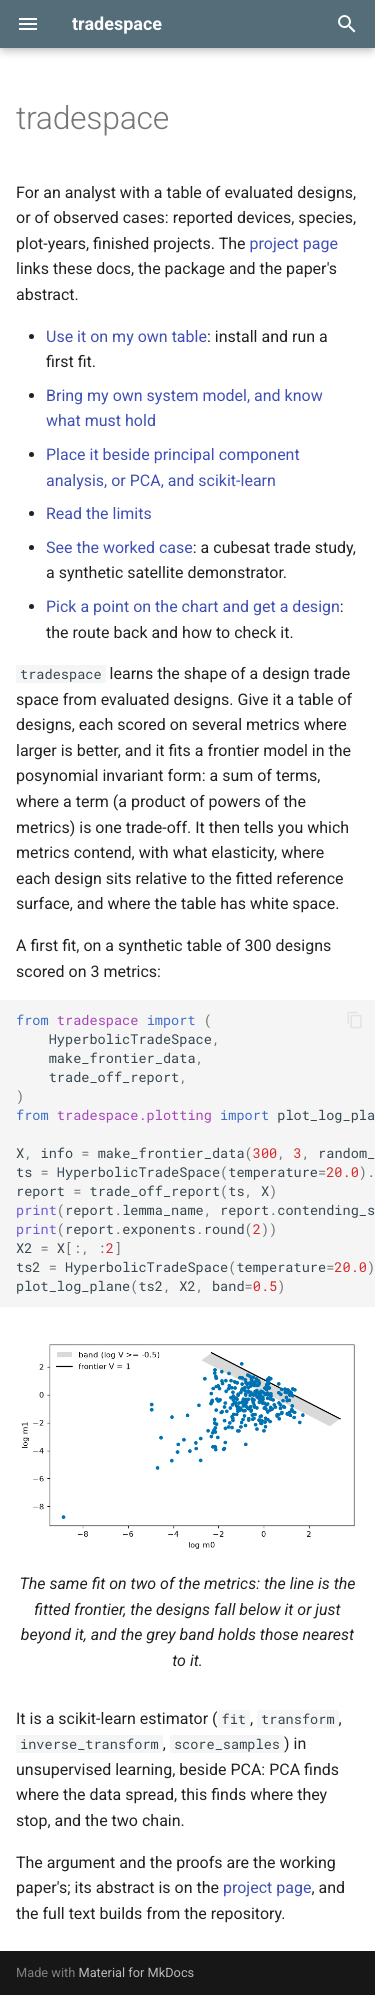 tradespace
tradespace
For an analyst with a table of evaluated designs,
or of observed cases: reported devices, species,
plot-years, finished projects. The project page
links these docs, the package and the paper's
abstract.
• Use it on my own table: install and run a
first fit.
• Bring my own system model, and know
what must hold
• Place it beside principal component
analysis, or PCA, and scikit-learn
• Read the limits
• See the worked case: a cubesat trade study,
a synthetic satellite demonstrator.
• Pick a point on the chart and get a design:
the route back and how to check it.
tradespace learns the shape of a design trade
space from evaluated designs. Give it a table of
designs, each scored on several metrics where
larger is better, and it fits a frontier model in the
posynomial invariant form: a sum of terms,
where a term (a product of powers of the
metrics) is one trade-off. It then tells you which
metrics contend, with what elasticity, where
each design sits relative to the fitted reference
surface, and where the table has white space.
A first fit, on a synthetic table of 300 designs
scored on 3 metrics:
from tradespace import (
    HyperbolicTradeSpace,
    make_frontier_data,
    trade_off_report,
)
from tradespace.plotting import plot_log_pla
X, info = make_frontier_data(300, 3, random_
ts = HyperbolicTradeSpace(temperature=20.0).
report = trade_off_report(ts, X)
print(report.lemma_name, report.contending_s
print(report.exponents.round(2))
X2 = X[:, :2]
ts2 = HyperbolicTradeSpace(temperature=20.0)
plot_log_plane(ts2, X2, band=0.5)
band (log V >= -0.5)
frontier V = 1
2
0
−2
−4
−6
−8
log m1
−8 −6 −4 −2 0 2
log m0
The same fit on two of the metrics: the line is the
fitted frontier, the designs fall below it or just
beyond it, and the grey band holds those nearest
to it.
It is a scikit-learn estimator ( fit , transform ,
inverse_transform , score_samples ) in
unsupervised learning, beside PCA: PCA finds
where the data spread, this finds where they
stop, and the two chain.
The argument and the proofs are the working
paper's; its abstract is on the project page, and
the full text builds from the repository.
Made with Material for MkDocs